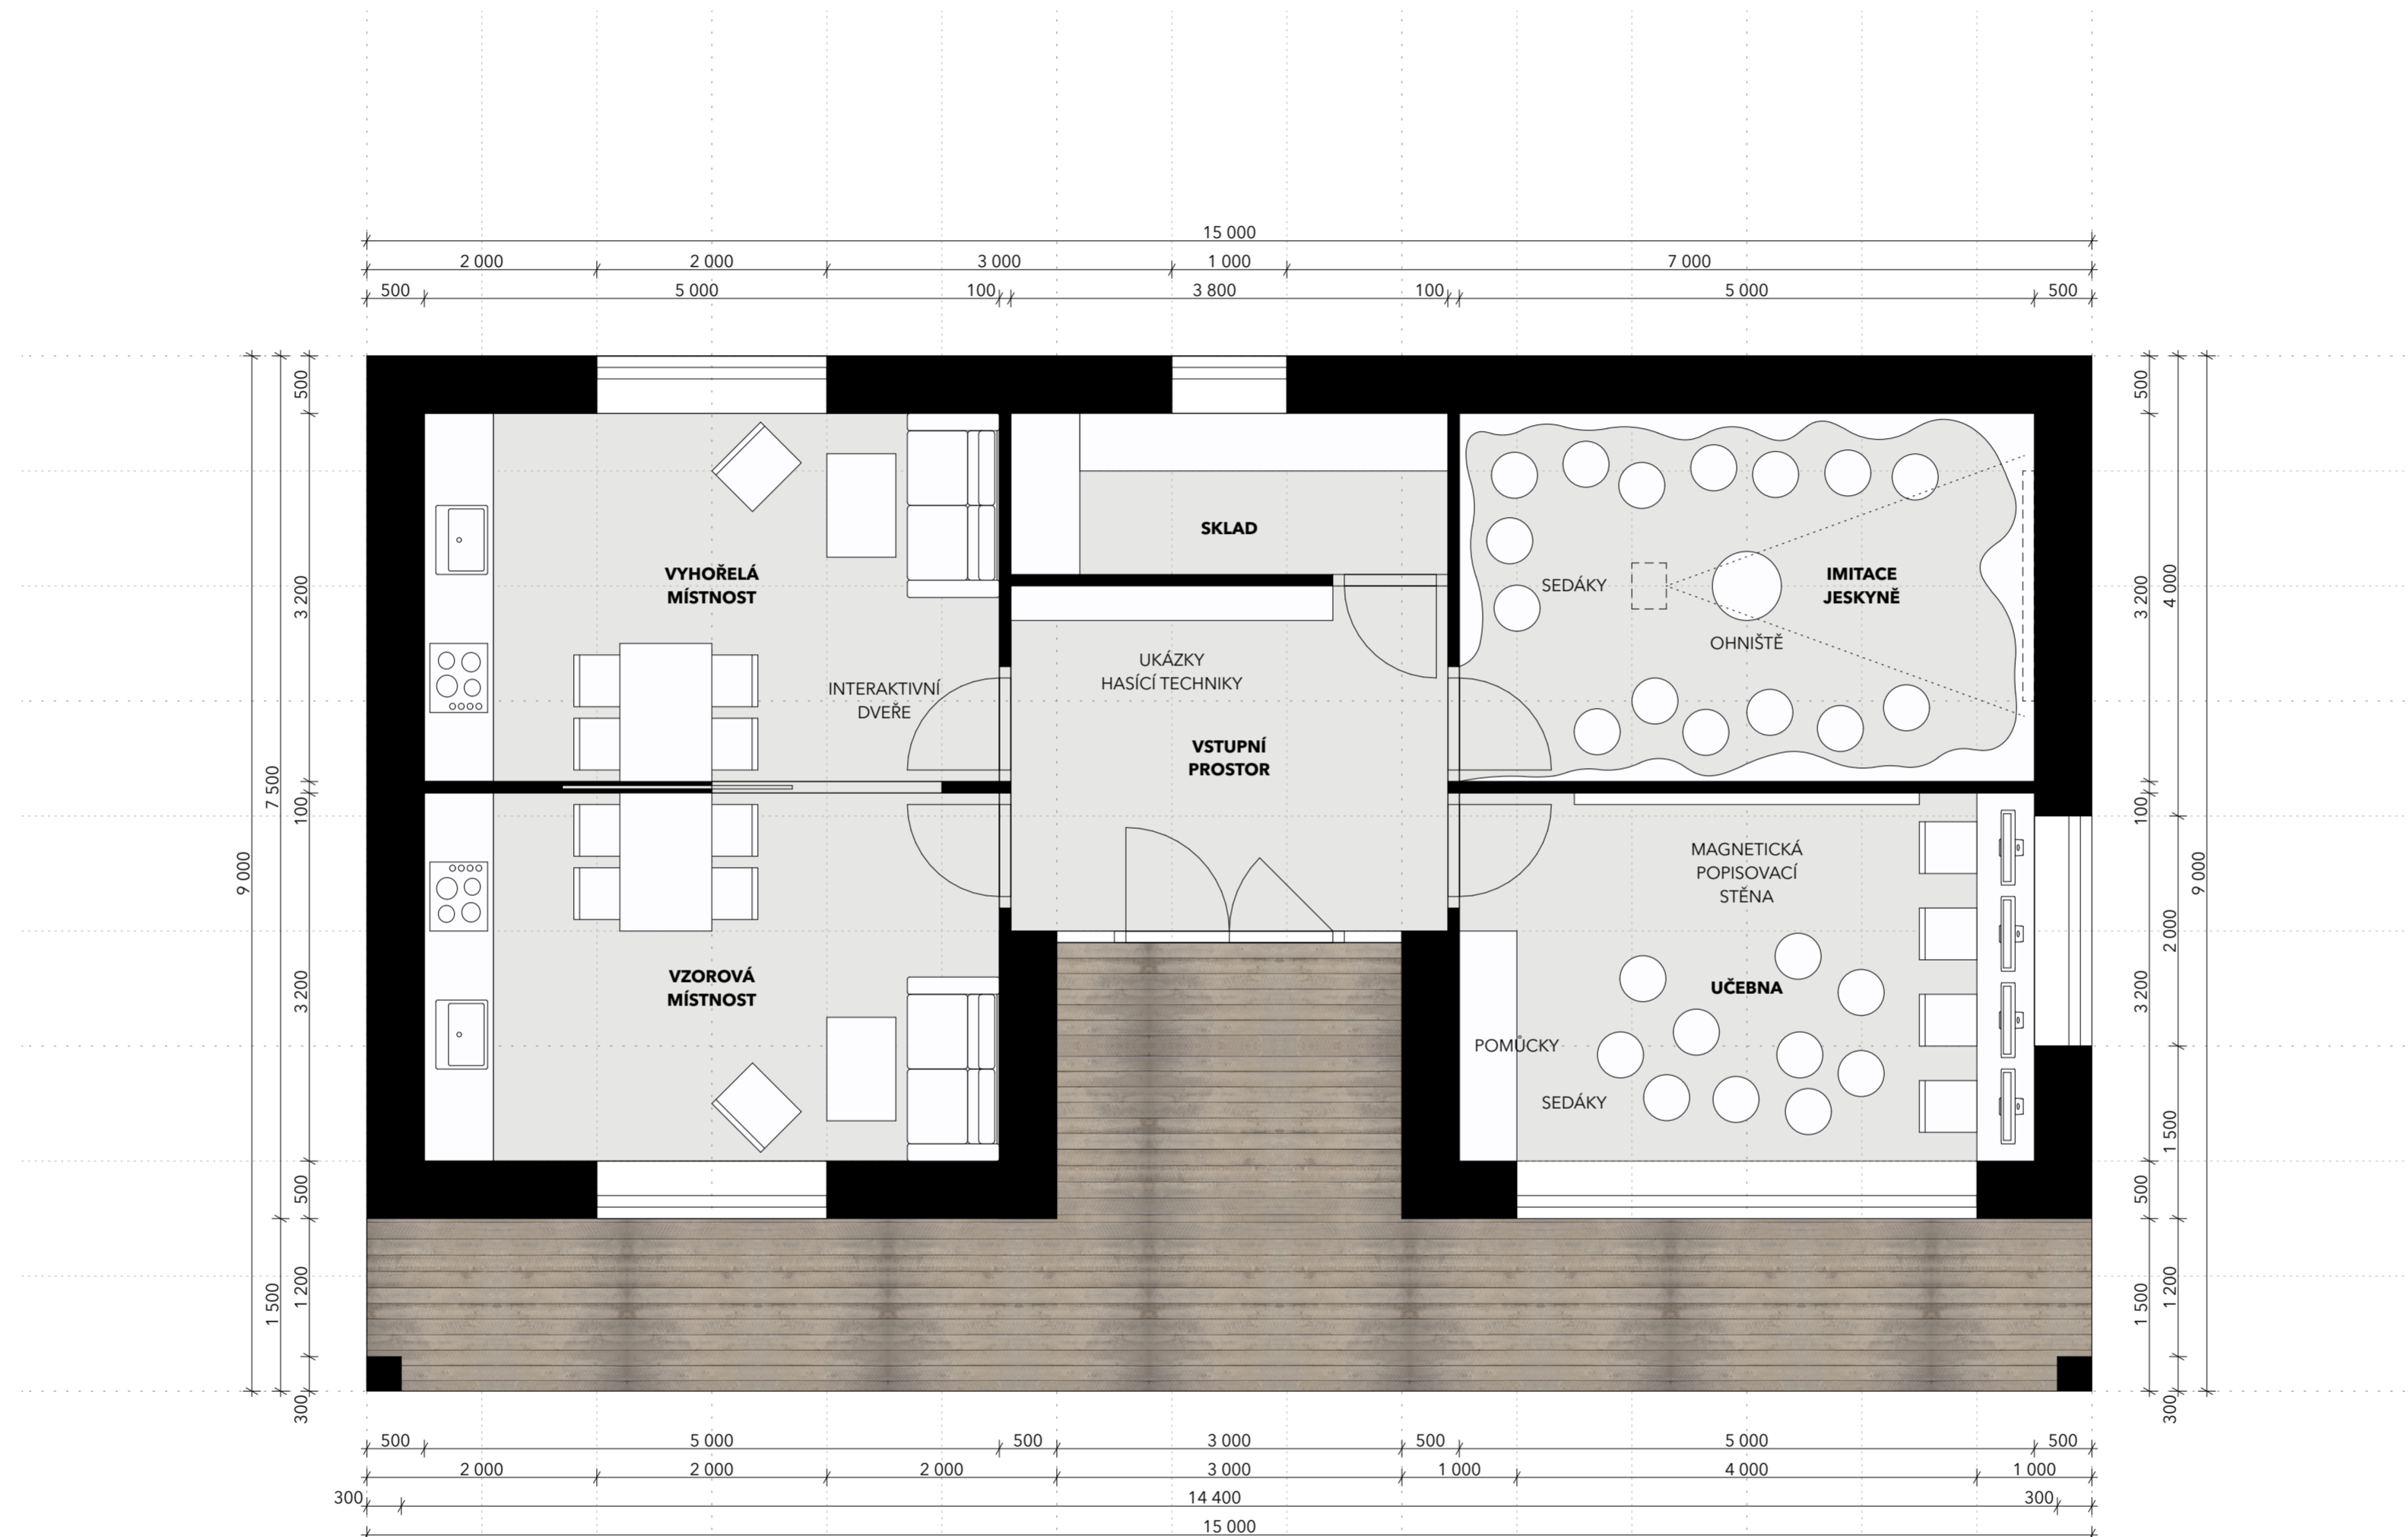 15 000
2 000 2 000 3 000 1 000 7 000
500 5 000 100 3 800 100 5 000 500
500
3 200
100
3 200
500
1 200
300
7 500
1 500
9 000
VYHOŘELÁ
MÍSTNOST
INTERAKTIVNÍ
DVEŘE
SKLAD
UKÁZKY
HASÍCÍ TECHNIKY
VSTUPNÍ
PROSTOR
SEDÁKY
IMITACE
JESKYNĚ
OHNIŠTĚ
VZOROVÁ
MÍSTNOST
MAGNETICKÁ
POPISOVACÍ
STĚNA
UČEBNA
POMŮCKY
SEDÁKY
500
3 200
100
3 200
500
1 500
4 000
2 000
1 500
1 200
300
9 000
500 5 000 500 3 000 500 5 000 500
2 000 2 000 2 000 3 000 1 000 4 000 1 000
300 14 400 300
15 000